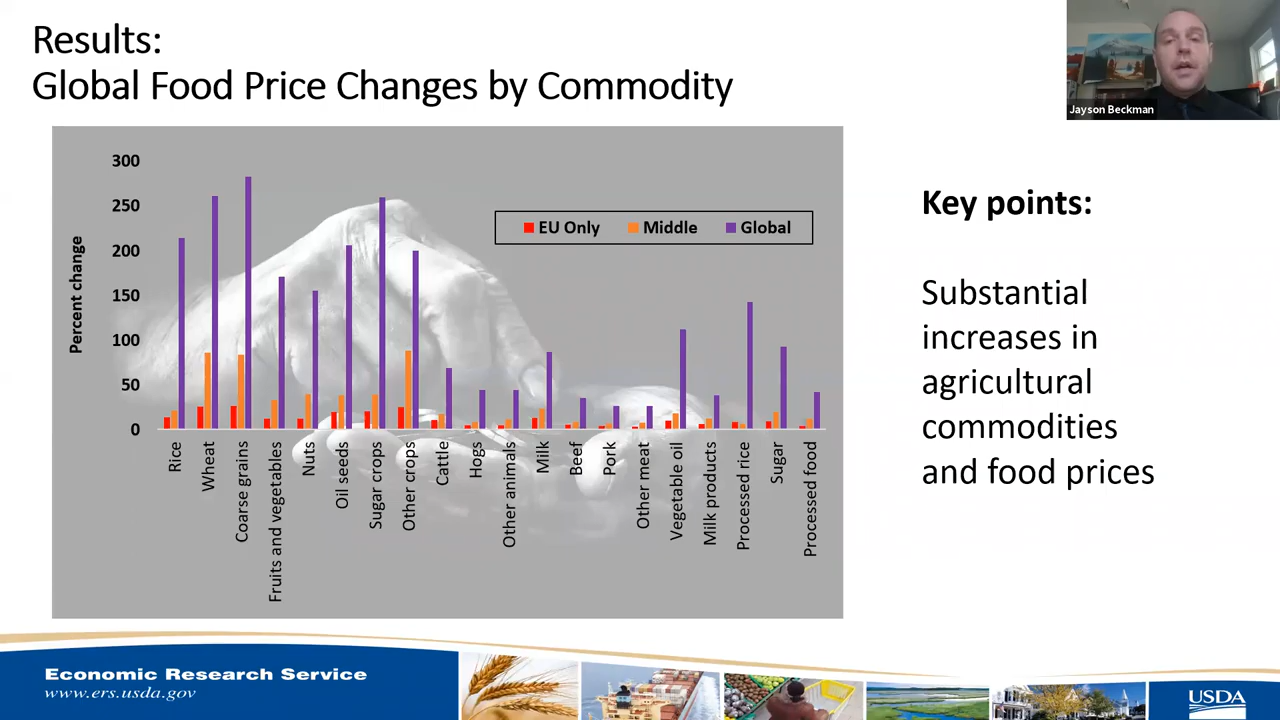 Results:
Global Food Price Changes by Commodity
Jayson Beckman
300
250
200
150
100
50
0
Percent change
EU Only
Middle
Global
Rice
Wheat
Coarse grains
Fruits and vegetables
Nuts
Oil seeds
Sugar crops
Other crops
Cattle
Hogs
Other animals
Milk
Beef
Pork
Other meat
Vegetable oil
Milk products
Processed rice
Sugar
Processed food
Key points:
Substantial
increases in
agricultural
commodities
and food prices
Economic Research Service
www.ers.usda.gov
USDA